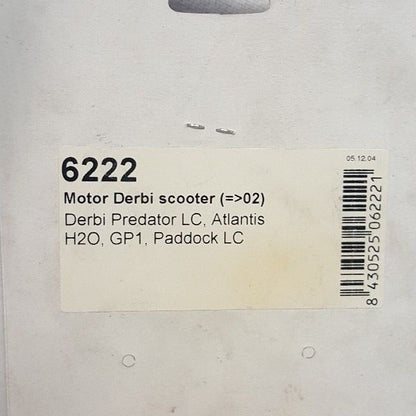 05.12.04
6222
Motor Derbi scooter (=>02)
Derbi Predator LC, Atlantis
H2O, GP1, Paddock LC
8 430525 062221